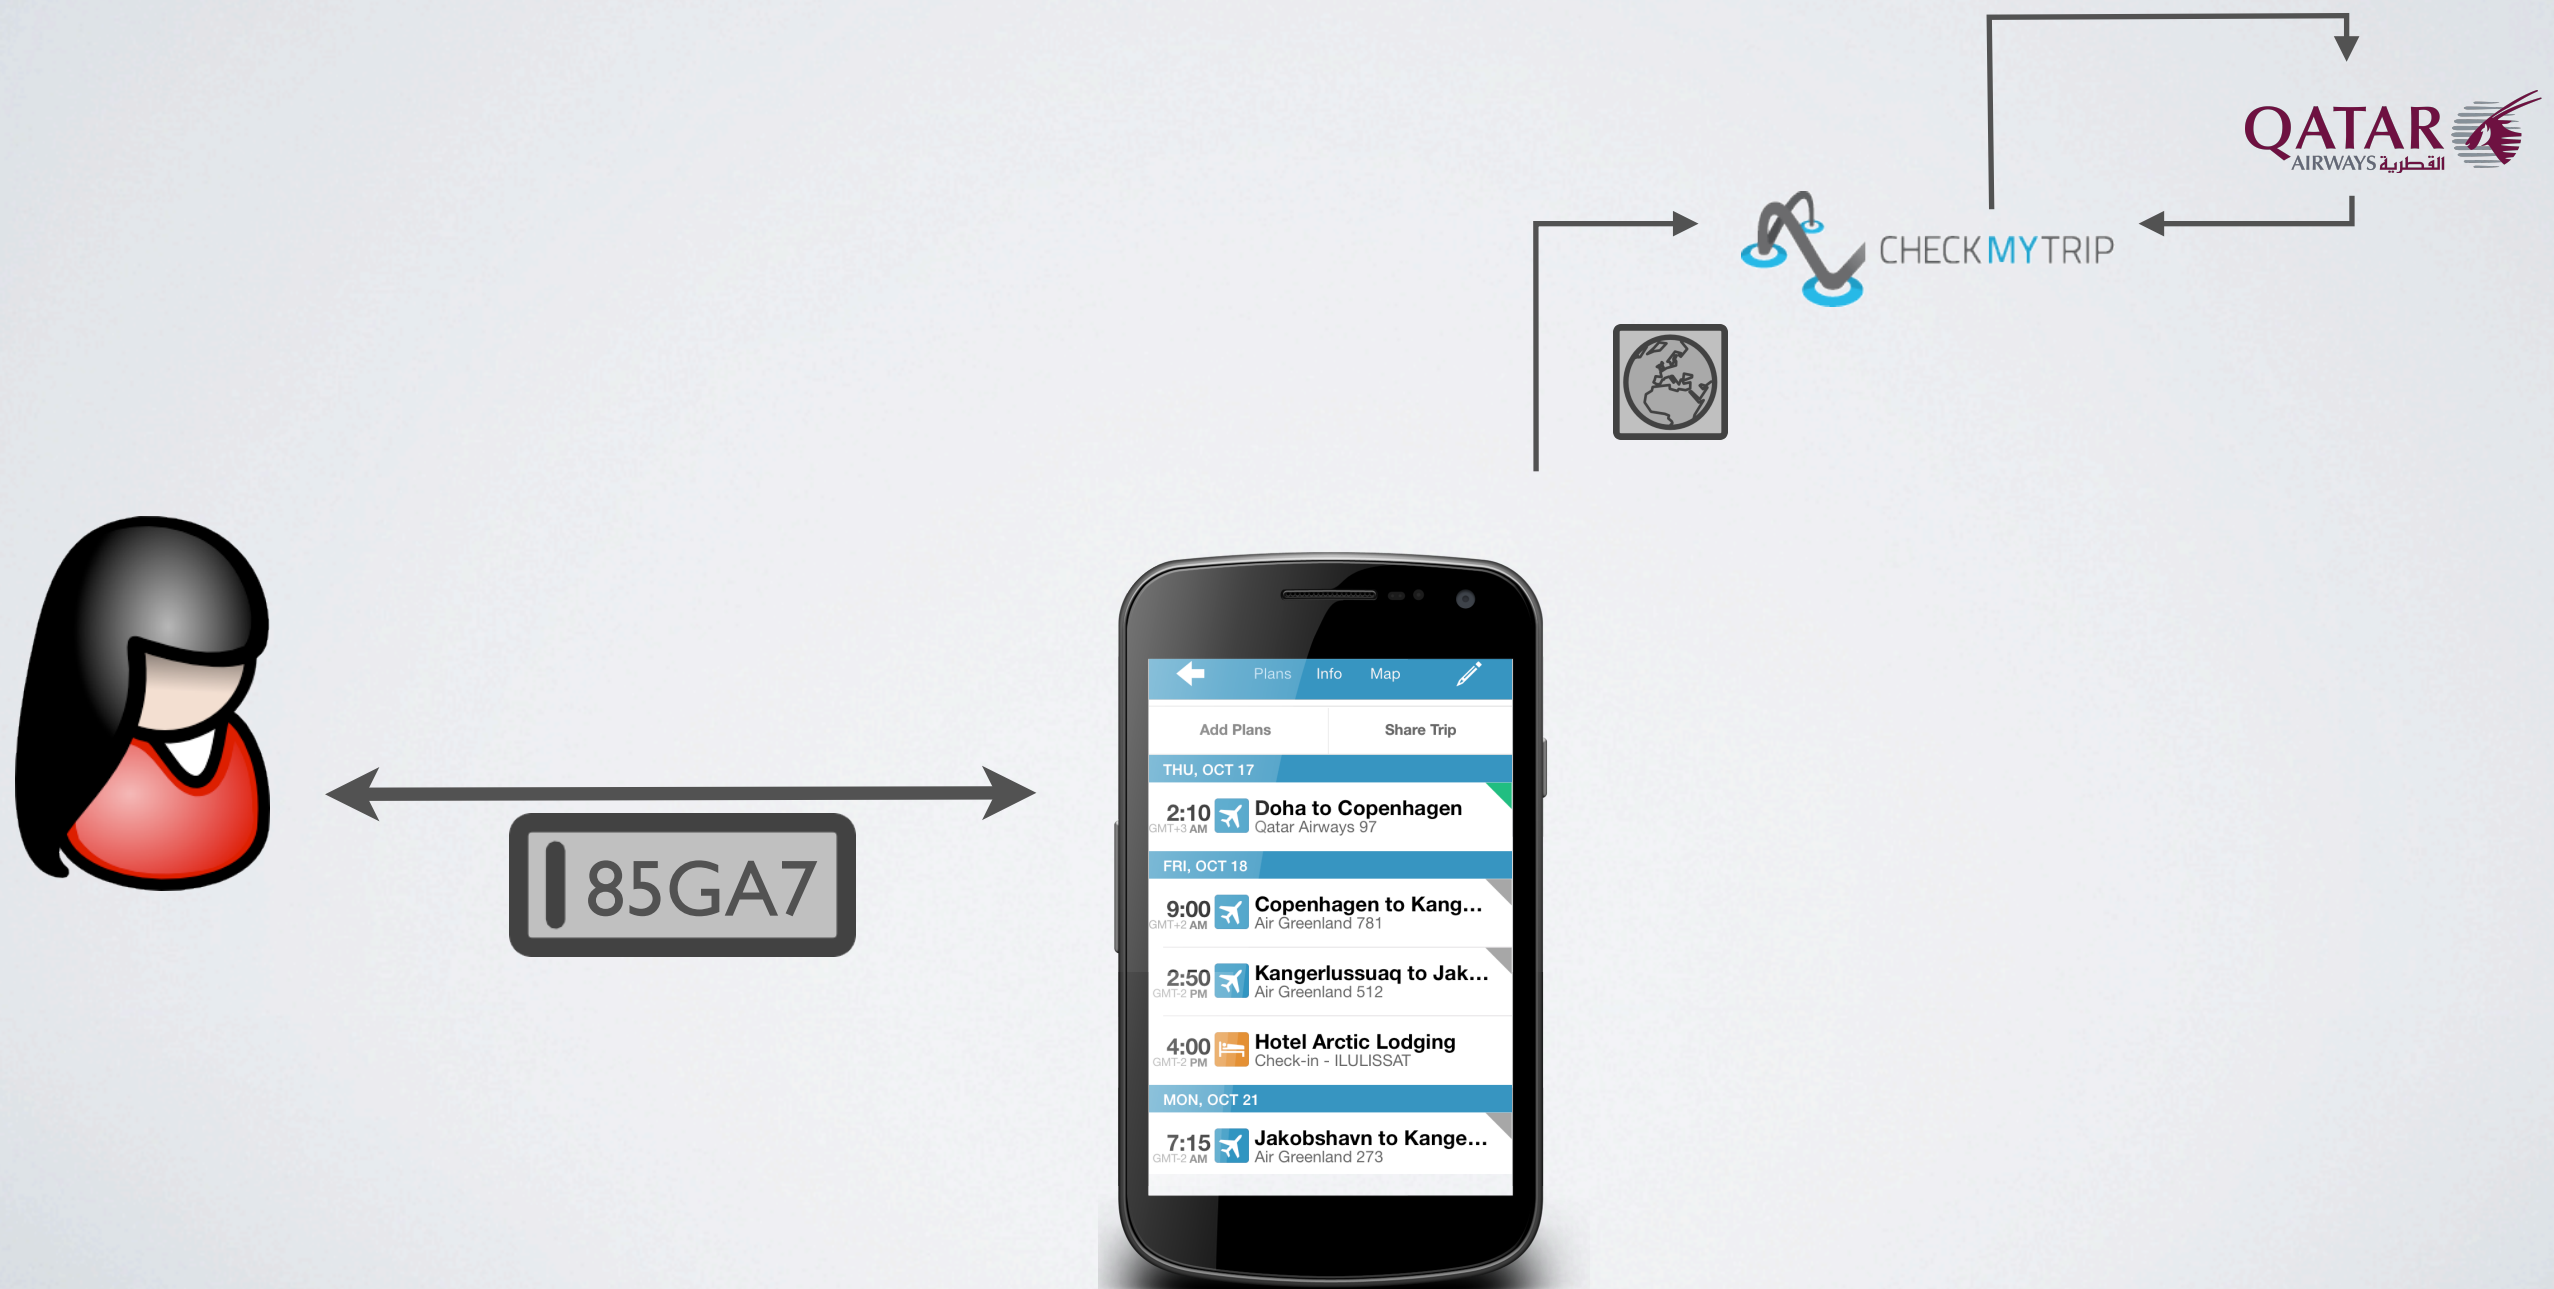 QATAR
AIRWAYS القطرية
CHECKMYTRIP
85GA7
Plans Info Map
Add Plans Share Trip
THU, OCT 17
2:10 Doha to Copenhagen
GMT+3 AM Qatar Airways 97
FRI, OCT 18
9:00 Copenhagen to Kang...
GMT+2 AM Air Greenland 781
2:50 Kangerlussuaq to Jak...
GMT-2 PM Air Greenland 512
4:00 Hotel Arctic Lodging
GMT-2 PM Check-in - ILULISSAT
MON, OCT 21
7:15 Jakobshavn to Kange...
GMT-2 AM Air Greenland 273